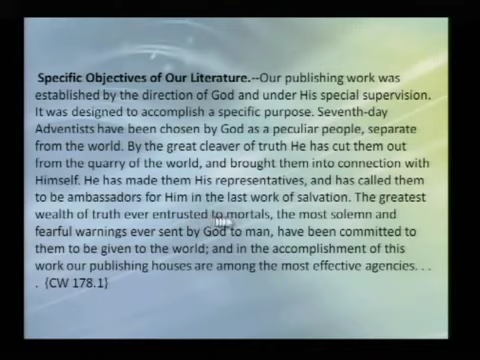 Specific Objectives of Our Literature.--Our publishing work was
established by the direction of God and under His special supervision.
It was designed to accomplish a specific purpose. Seventh-day
Adventists have been chosen by God as a peculiar people, separate
from the world. By the great cleaver of truth He has cut them out
from the quarry of the world, and brought them into connection with
Himself. He has made them His representatives, and has called them
to be ambassadors for Him in the last work of salvation. The greatest
wealth of truth ever entrusted to mortals, the most solemn and
fearful warnings ever sent by God to man, have been committed to
them to be given to the world; and in the accomplishment of this
work our publishing houses are among the most effective agencies. . .
. {CW 178.1}